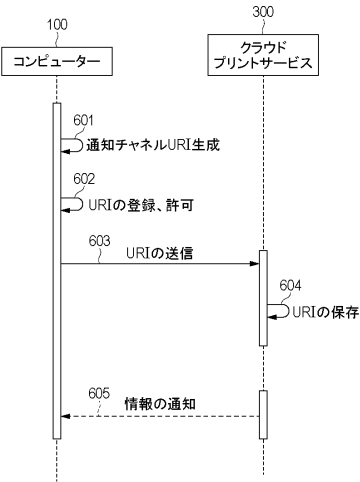 100
300
コンピューター
クラウド
プリントサービス
601
通知チャネルURI生成
602
URIの登録、許可
603
URIの送信
604
URIの保存
605
情報の通知